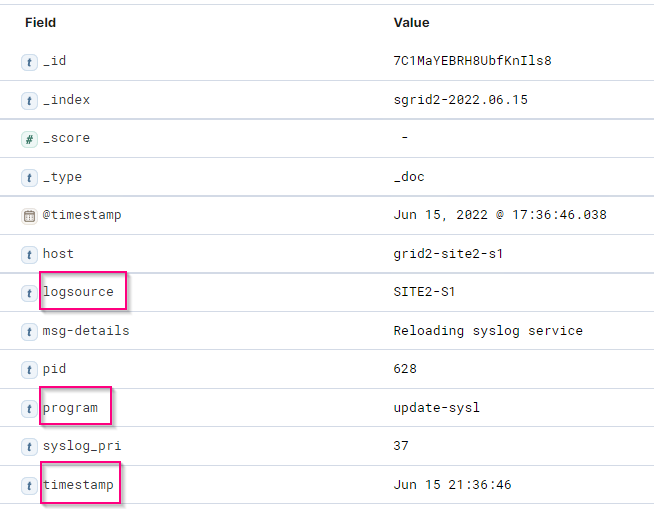 Field Value
t _id 7C1MaYEBRH8UbfKnIls8
t _index sgrid2-2022.06.15
# _score -
t _type _doc
@timestamp Jun 15, 2022 @ 17:36:46.038
t host grid2-site2-s1
t logsource SITE2-S1
t msg-details Reloading syslog service
t pid 628
t program update-sysl
t syslog_pri 37
t timestamp Jun 15 21:36:46